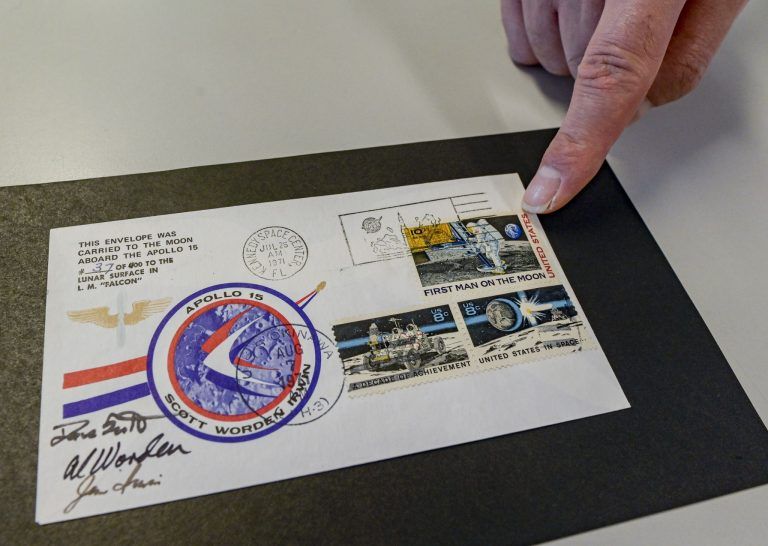 THIS ENVELOPE WAS
CARRIED TO THE MOON
ABOARD THE APOLLO 15
# 37 OF 400 TO THE
LUNAR SURFACE IN
L. M. "FALCON"
KENNEDY SPACE CENTER
JUL 26
AM
1971
FL
10
UNITED STATES
FIRST MAN ON THE MOON
US
8c
A DECADE OF ACHIEVEMENT
US
8c
UNITED STATES IN SPACE...
APOLLO 15
SCOTT WORDEN IRWIN
AUG
7
Dave Scott
Al Worden
Jim Irwin